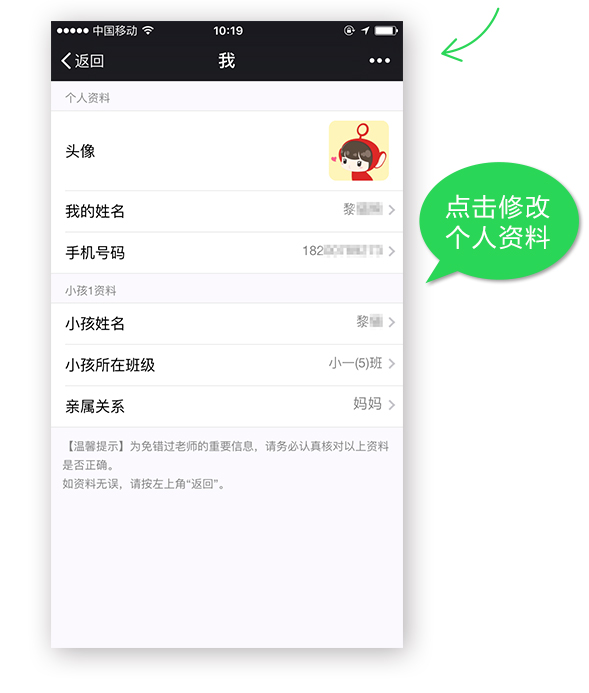 中国移动 10:19
返回 我
个人资料
头像
我的姓名 黎
手机号码 182
小孩1资料
小孩姓名 黎
小孩所在班级 小一(5)班
亲属关系 妈妈
【温馨提示】为免错过老师的重要信息，请务必认真核对以上资料
是否正确。
如资料无误，请按左上角“返回”。
点击修改
个人资料